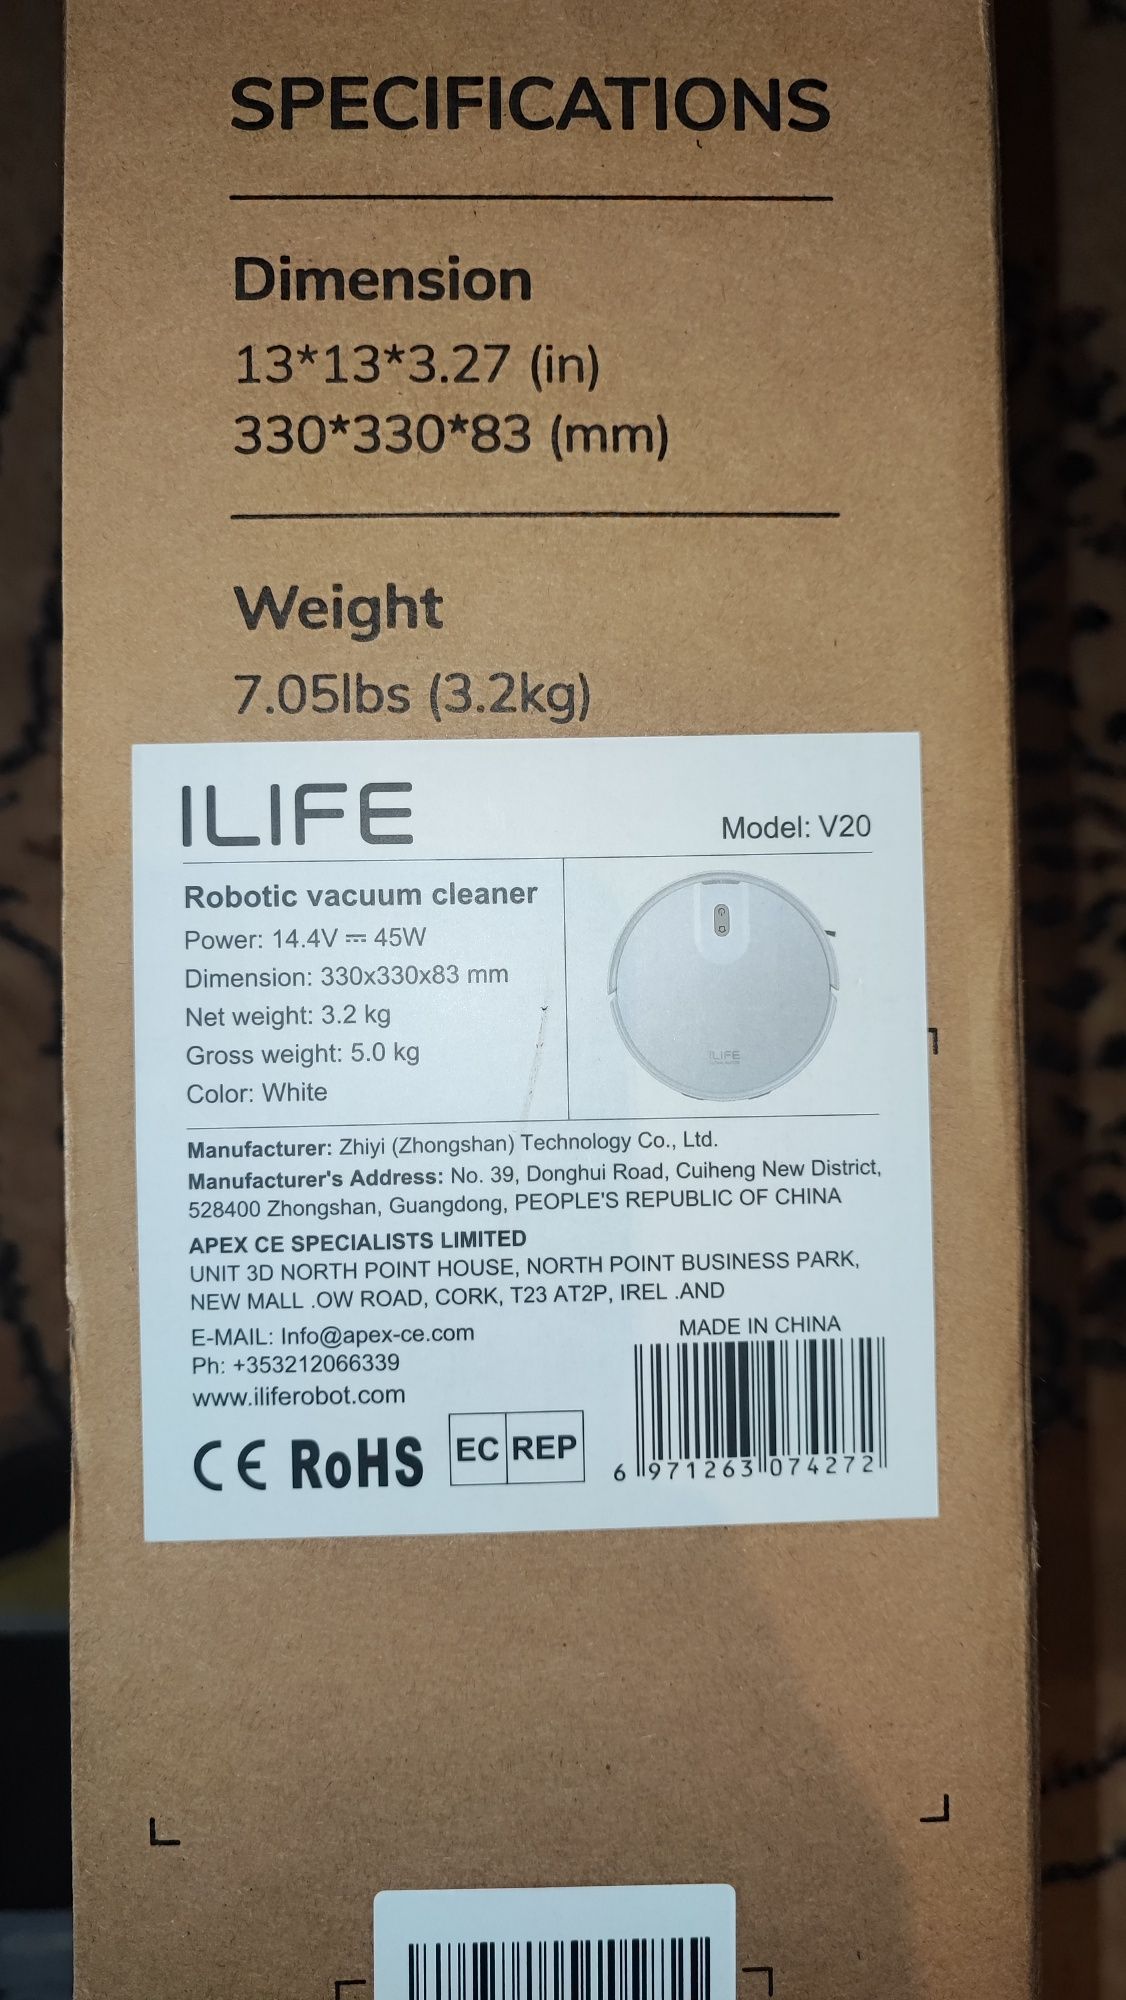 SPECIFICATIONS
Dimension
13*13*3.27 (in)
330*330*83 (mm)
Weight
7.05lbs (3.2kg)
ILIFE
Model: V20
Robotic vacuum cleaner
Power: 14.4V ⎓ 45W
Dimension: 330x330x83 mm
Net weight: 3.2 kg
Gross weight: 5.0 kg
Color: White
ILIFE
Manufacturer: Zhiyi (Zhongshan) Technology Co., Ltd.
Manufacturer's Address: No. 39, Donghui Road, Cuiheng New District,
528400 Zhongshan, Guangdong, PEOPLE'S REPUBLIC OF CHINA
APEX CE SPECIALISTS LIMITED
UNIT 3D NORTH POINT HOUSE, NORTH POINT BUSINESS PARK,
NEW MALL .OW ROAD, CORK, T23 AT2P, IREL .AND
E-MAIL: Info@apex-ce.com
Ph: +353212066339
www.iliferobot.com
MADE IN CHINA
CE RoHS EC REP
6 971263 074272